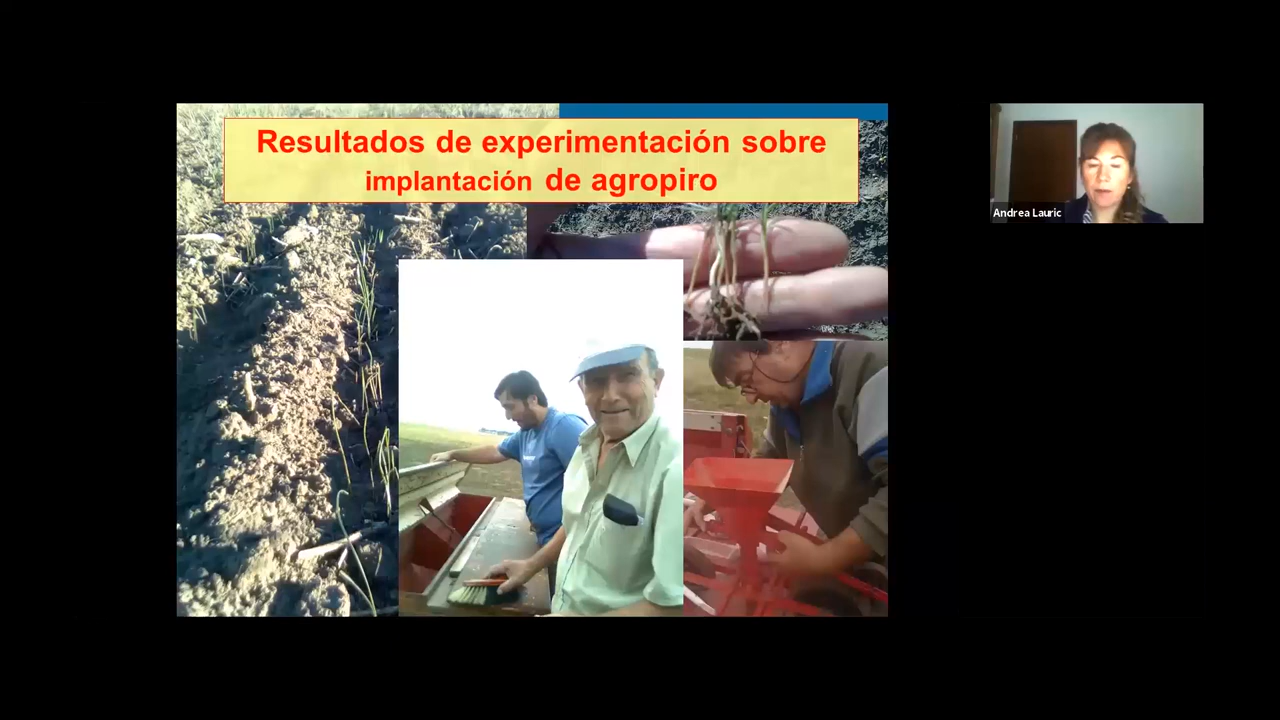 Resultados de experimentación sobre
implantación de agropiro
Andrea Lauric